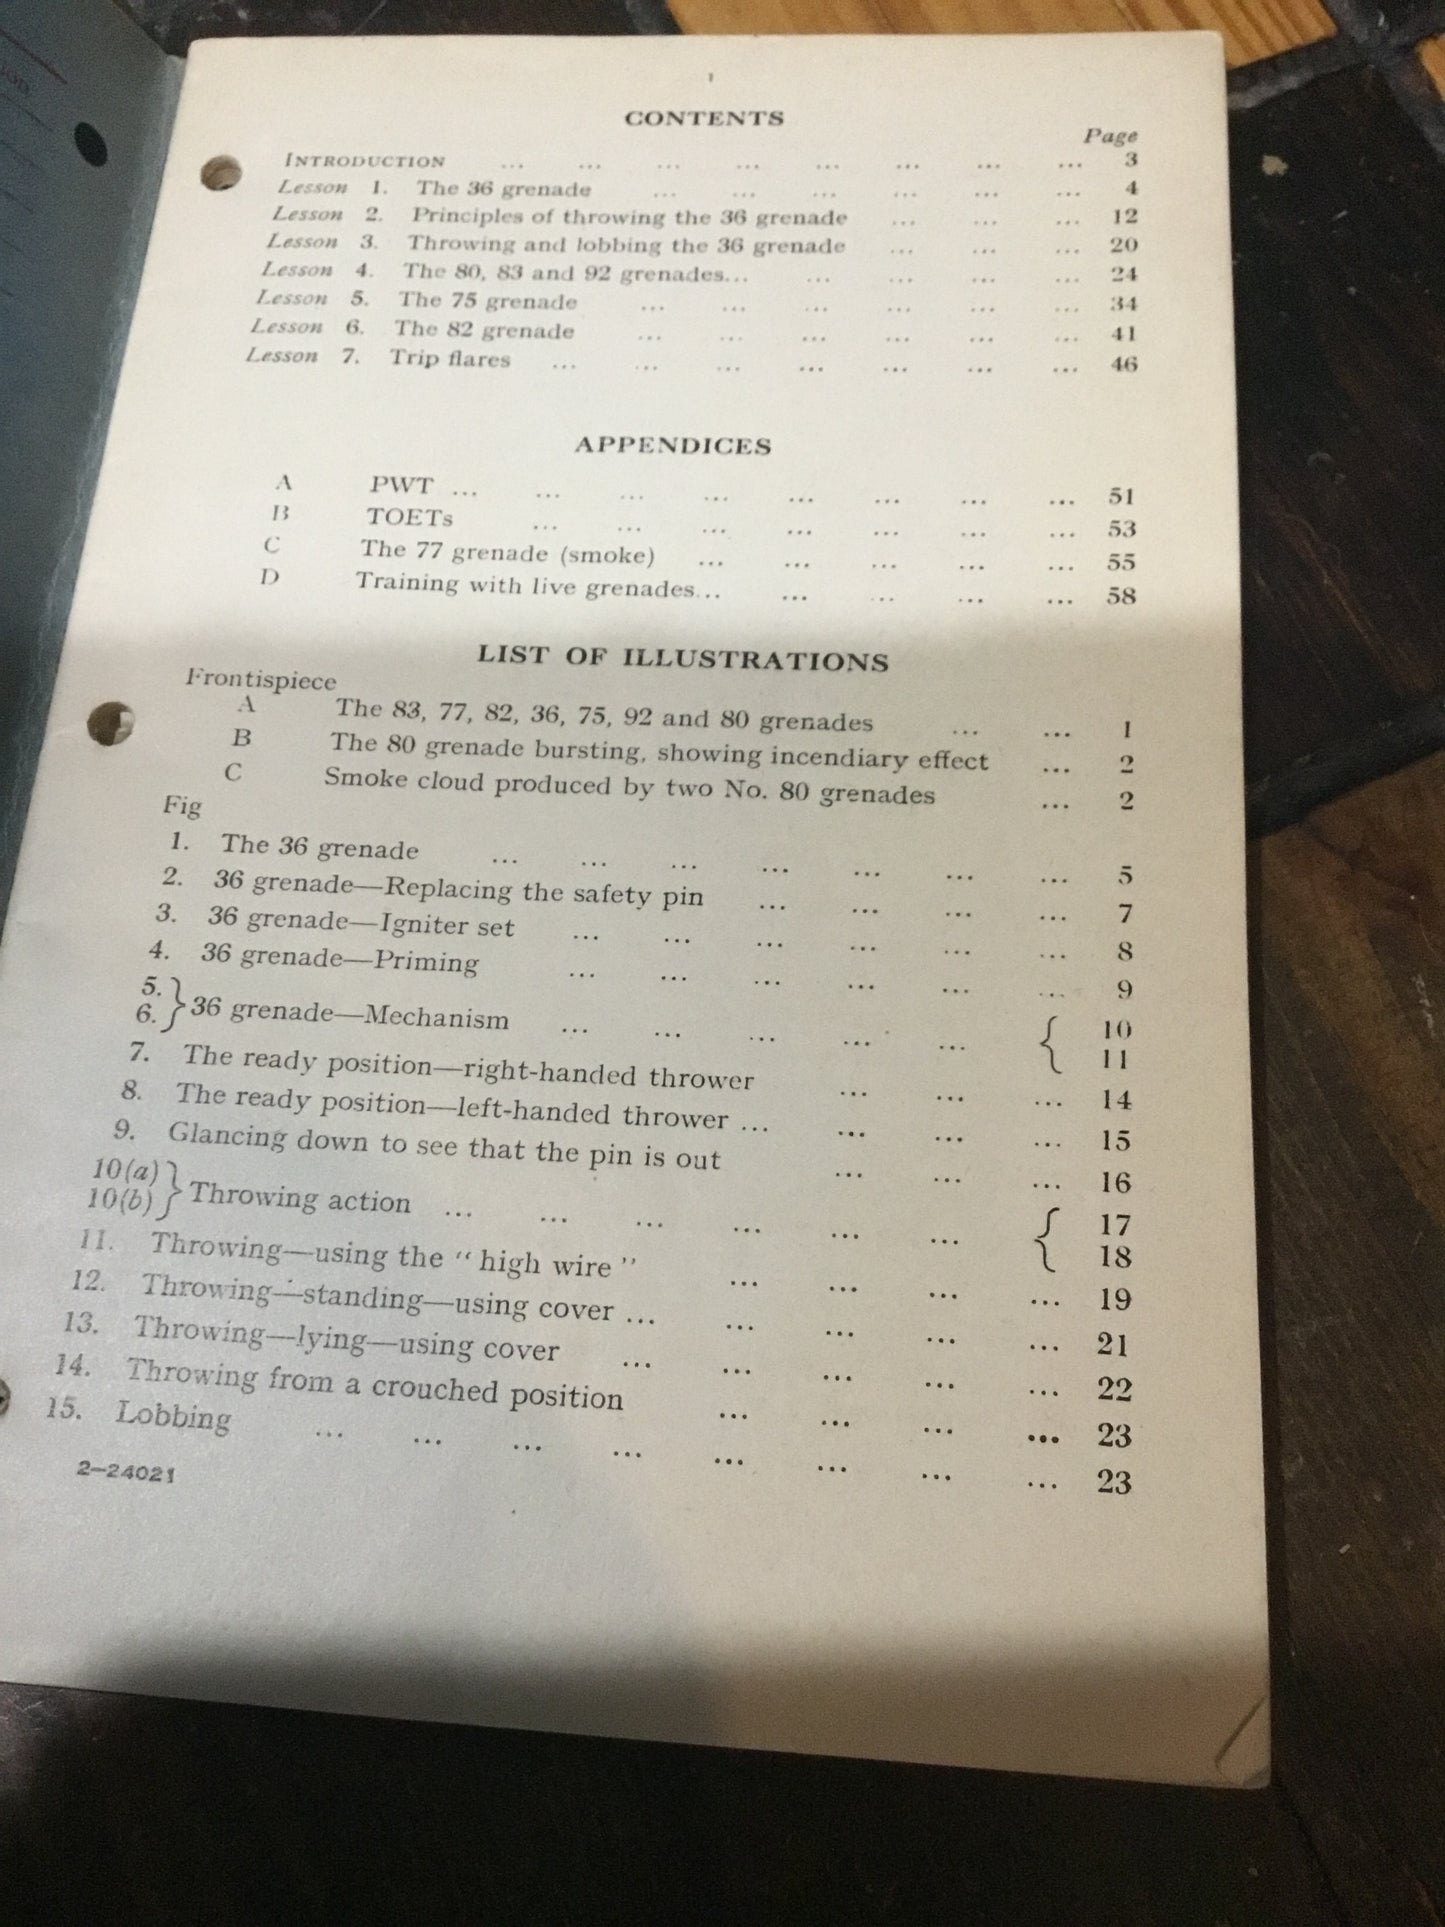 1
CONTENTS
Page
INTRODUCTION ... ... ... ... ... ... ... ... 3
Lesson 1. The 36 grenade ... ... ... ... ... ... 4
Lesson 2. Principles of throwing the 36 grenade ... ... ... 12
Lesson 3. Throwing and lobbing the 36 grenade ... ... ... 20
Lesson 4. The 80, 83 and 92 grenades... ... ... ... ... 24
Lesson 5. The 75 grenade ... ... ... ... ... ... 34
Lesson 6. The 82 grenade ... ... ... ... ... ... 41
Lesson 7. Trip flares ... ... ... ... ... ... ... 46
APPENDICES
A PWT ... ... ... ... ... ... ... ... 51
B TOETs ... ... ... ... ... ... ... 53
C The 77 grenade (smoke) ... ... ... ... ... 55
D Training with live grenades... ... ... ... ... 58
LIST OF ILLUSTRATIONS
Frontispiece
A The 83, 77, 82, 36, 75, 92 and 80 grenades ... ... 1
B The 80 grenade bursting, showing incendiary effect ... 2
C Smoke cloud produced by two No. 80 grenades ... 2
Fig
1. The 36 grenade ... ... ... ... ... ... ... 5
2. 36 grenade—Replacing the safety pin ... ... ... ... 7
3. 36 grenade—Igniter set ... ... ... ... ... ... 8
4. 36 grenade—Priming ... ... ... ... ... ... 9
5. } 36 grenade—Mechanism ... ... ... ... ... { 10
6. } { 11
7. The ready position—right-handed thrower ... ... ... 14
8. The ready position—left-handed thrower ... ... ... ... 15
9. Glancing down to see that the pin is out ... ... ... 16
10(a) } Throwing action ... ... ... ... ... ... { 17
10(b) } { 18
11. Throwing—using the “ high wire ” ... ... ... ... 19
12. Throwing—standing—using cover ... ... ... ... ... 21
13. Throwing—lying—using cover ... ... ... ... ... 22
14. Throwing from a crouched position ... ... ... ... 23
15. Lobbing ... ... ... ... ... ... ... ... 23
2—24021